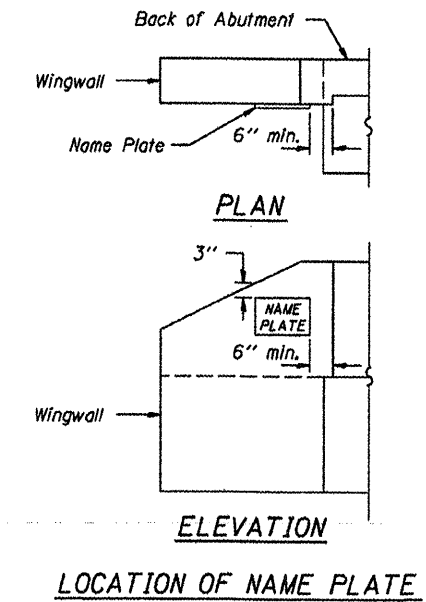 Back of Abutment
Wingwall
Name Plate
6" min.
PLAN
3"
NAME
PLATE
6" min.
Wingwall
ELEVATION
LOCATION OF NAME PLATE